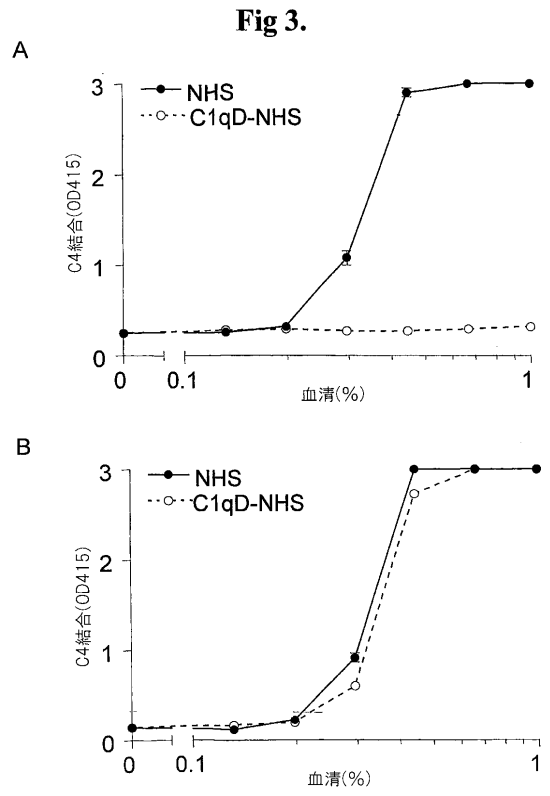 Fig 3.
A
NHS
C1qD-NHS
C4結合(OD415)
3
2
1
0
0 0.1 1
血清(%)
B
NHS
C1qD-NHS
C4結合(OD415)
3
2
1
0
0 0.1 1
血清(%)